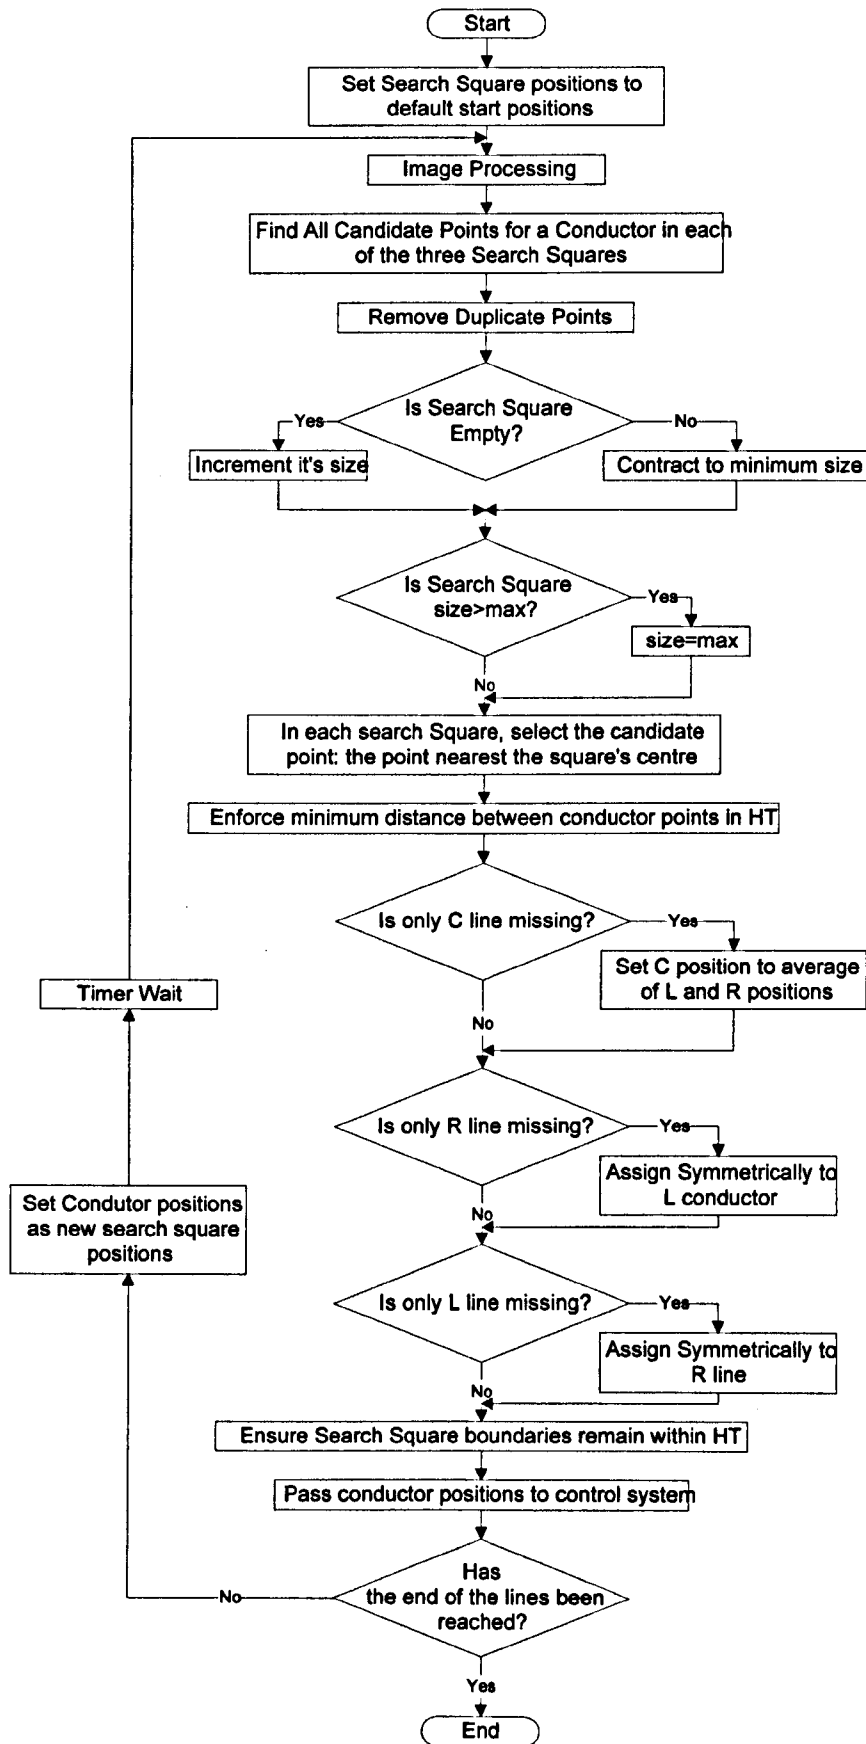 Start
Set Search Square positions to
default start positions
Image Processing
Find All Candidate Points for a Conductor in each
of the three Search Squares
Remove Duplicate Points
Is Search Square
Empty?
Yes
No
Increment it's size
Contract to minimum size
Is Search Square
size>max?
Yes
size=max
No
In each search Square, select the candidate
point: the point nearest the square's centre
Enforce minimum distance between conductor points in HT
Is only C line missing?
Yes
Set C position to average
of L and R positions
Timer Wait
No
Is only R line missing?
Yes
Assign Symmetrically to
L conductor
Set Condutor positions
as new search square
positions
No
Is only L line missing?
Yes
Assign Symmetrically to
R line
No
Ensure Search Square boundaries remain within HT
Pass conductor positions to control system
Has
the end of the lines been
reached?
No
Yes
End